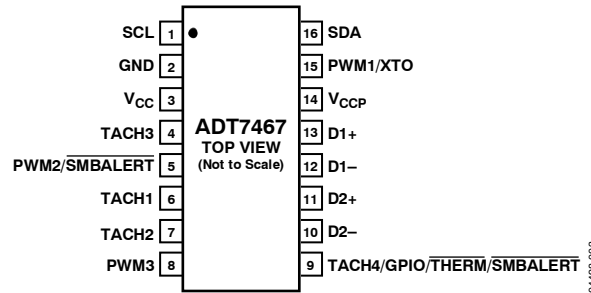 SCL 1
GND 2
VCC 3
TACH3 4
PWM2/SMBALERT 5
TACH1 6
TACH2 7
PWM3 8
ADT7467
TOP VIEW
(Not to Scale)
16 SDA
15 PWM1/XTO
14 VCCP
13 D1+
12 D1–
11 D2+
10 D2–
9 TACH4/GPIO/THERM/SMBALERT